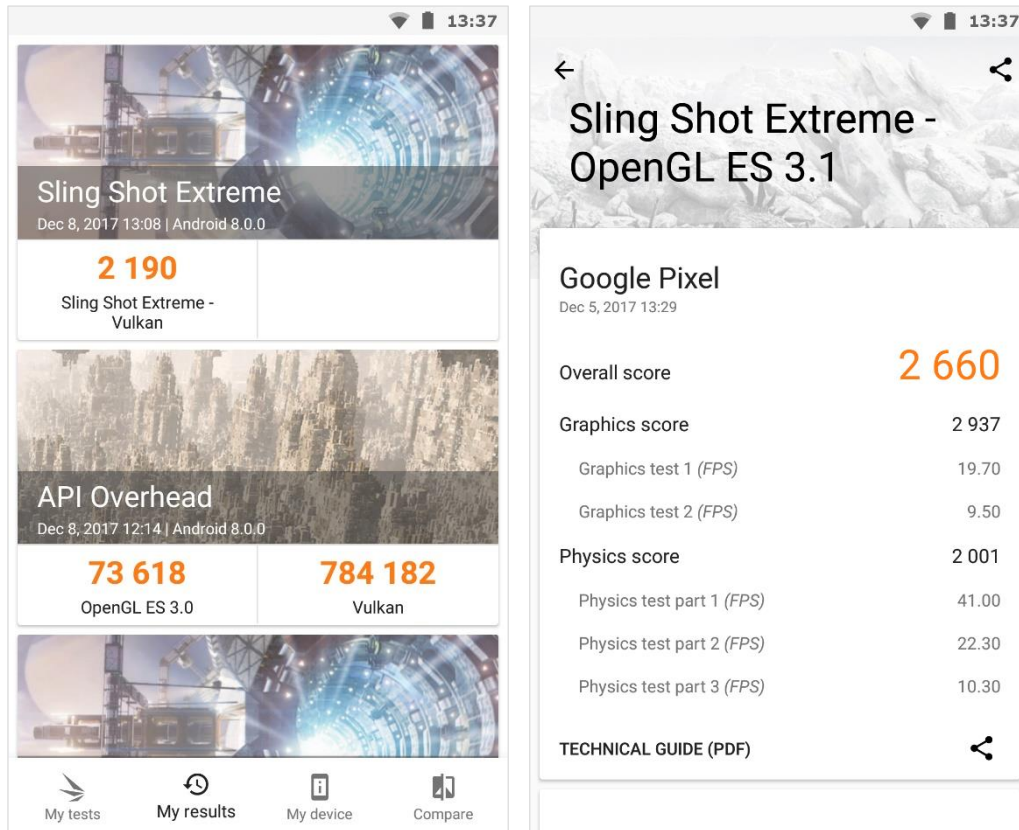 13:37
Sling Shot Extreme
Dec 8, 2017 13:08 | Android 8.0.0
2 190
Sling Shot Extreme -
Vulkan
API Overhead
Dec 8, 2017 12:14 | Android 8.0.0
73 618
OpenGL ES 3.0
784 182
Vulkan
My tests
My results
My device
Compare
13:37
Sling Shot Extreme -
OpenGL ES 3.1
Google Pixel
Dec 5, 2017 13:29
Overall score 2 660
Graphics score 2 937
Graphics test 1 (FPS) 19.70
Graphics test 2 (FPS) 9.50
Physics score 2 001
Physics test part 1 (FPS) 41.00
Physics test part 2 (FPS) 22.30
Physics test part 3 (FPS) 10.30
TECHNICAL GUIDE (PDF)